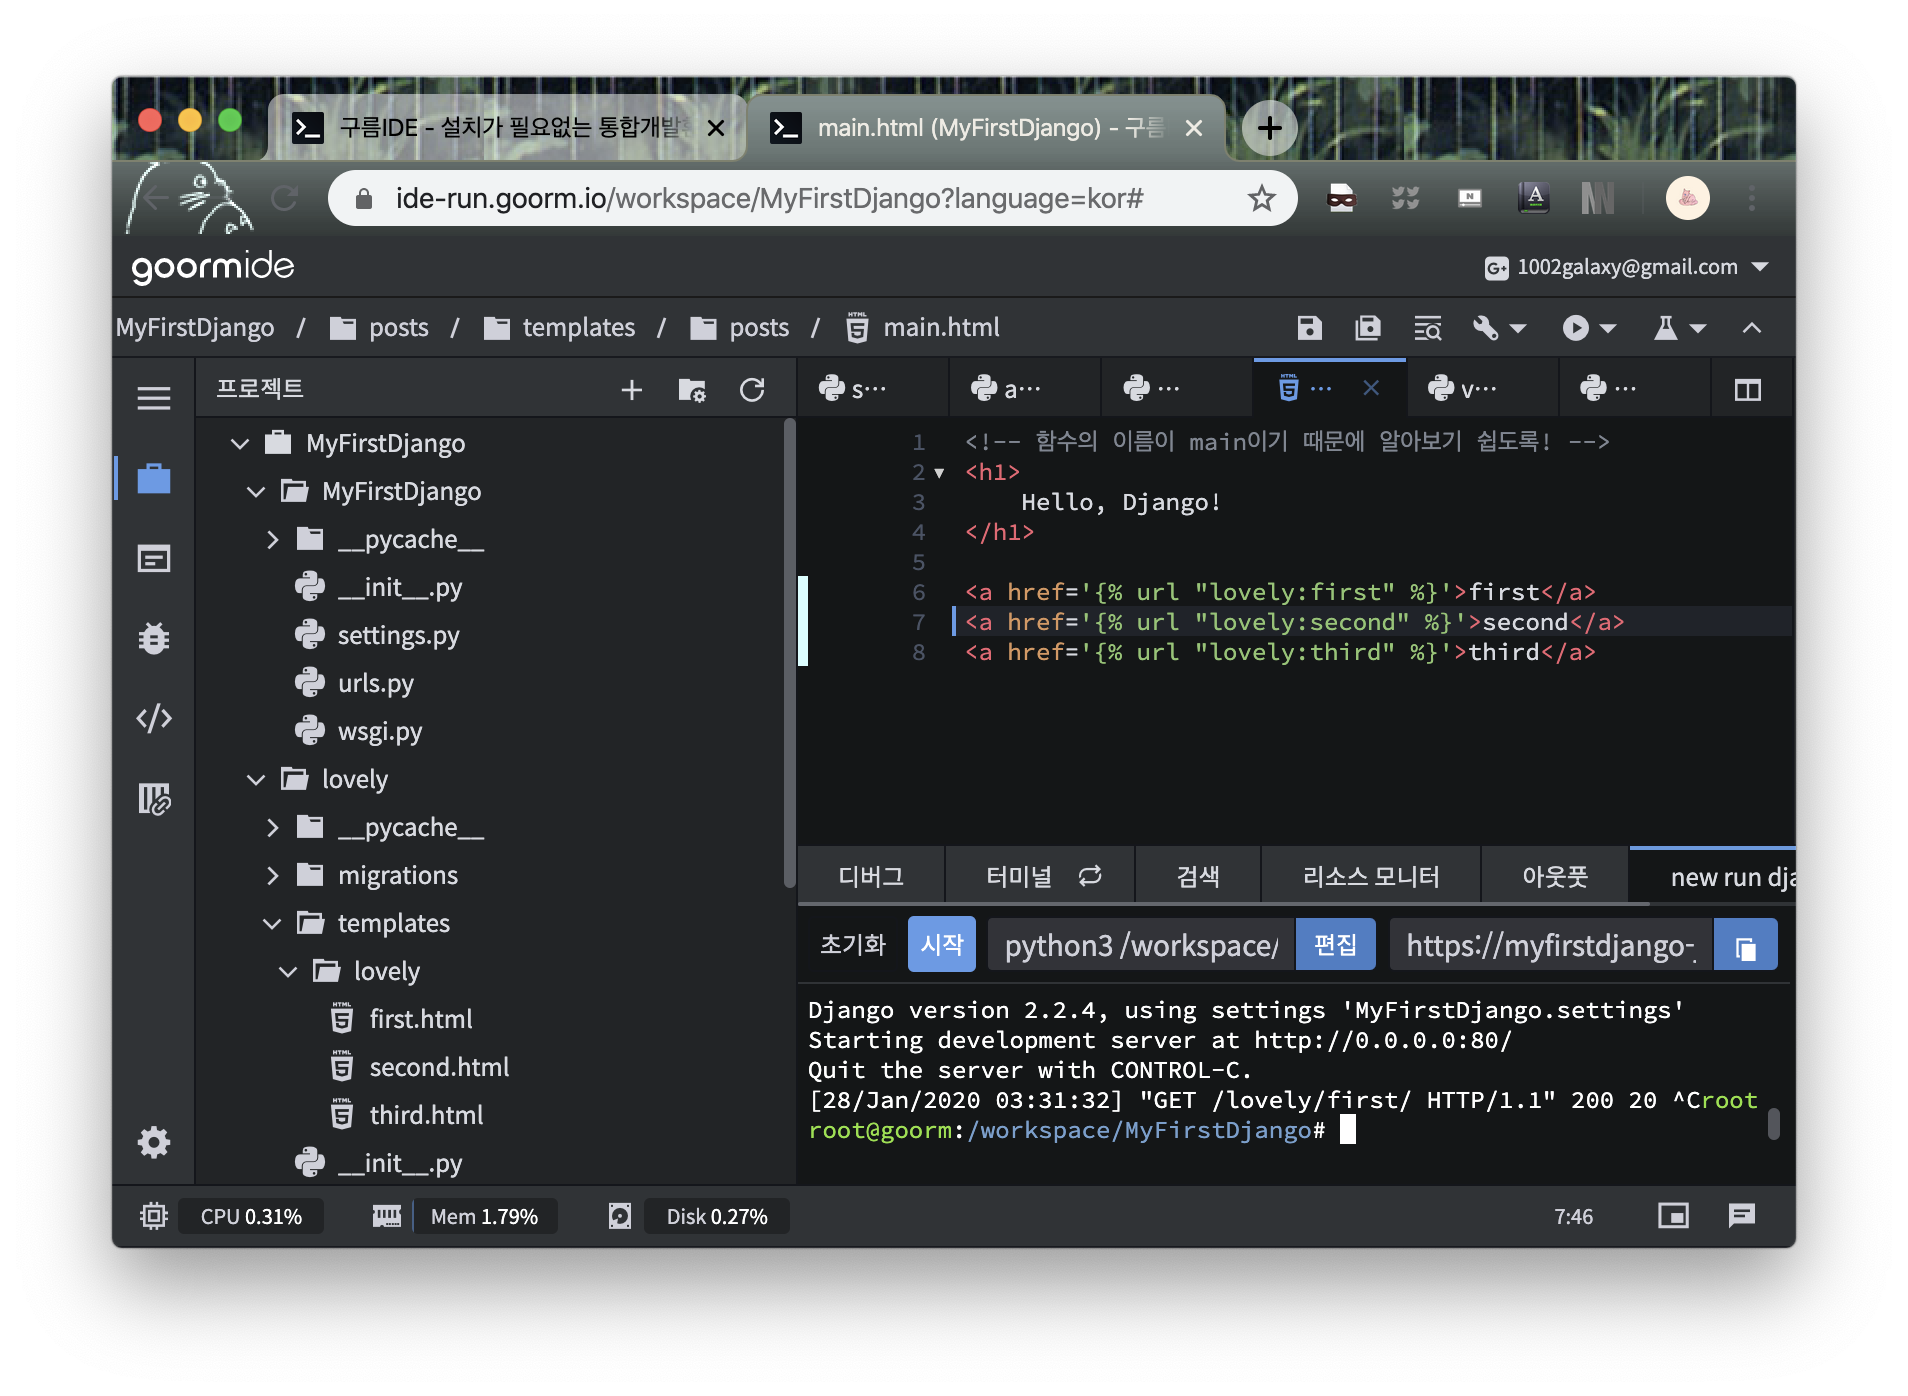 구름IDE - 설치가 필요없는 통합개발환
main.html (MyFirstDjango) - 구름
ide-run.goorm.io/workspace/MyFirstDjango?language=kor#
goormide
G+ 1002galaxy@gmail.com
MyFirstDjango / posts / templates / posts / main.html
프로젝트
s...
a...
...
...
v...
...
MyFirstDjango
MyFirstDjango
__pycache__
__init__.py
settings.py
urls.py
wsgi.py
lovely
__pycache__
migrations
templates
lovely
first.html
second.html
third.html
__init__.py
1 <!-- 함수의 이름이 main이기 때문에 알아보기 쉽도록! -->
2 <h1>
3     Hello, Django!
4 </h1>
5
6 <a href='{% url "lovely:first" %}'>first</a>
7 <a href='{% url "lovely:second" %}'>second</a>
8 <a href='{% url "lovely:third" %}'>third</a>
디버그 터미널 검색 리소스 모니터 아웃풋 new run dja
초기화 시작 python3 /workspace/ 편집 https://myfirstdjango-
Django version 2.2.4, using settings 'MyFirstDjango.settings'
Starting development server at http://0.0.0.0:80/
Quit the server with CONTROL-C.
[28/Jan/2020 03:31:32] "GET /lovely/first/ HTTP/1.1" 200 20 ^Croot
root@goorm:/workspace/MyFirstDjango#
CPU 0.31% Mem 1.79% Disk 0.27% 7:46